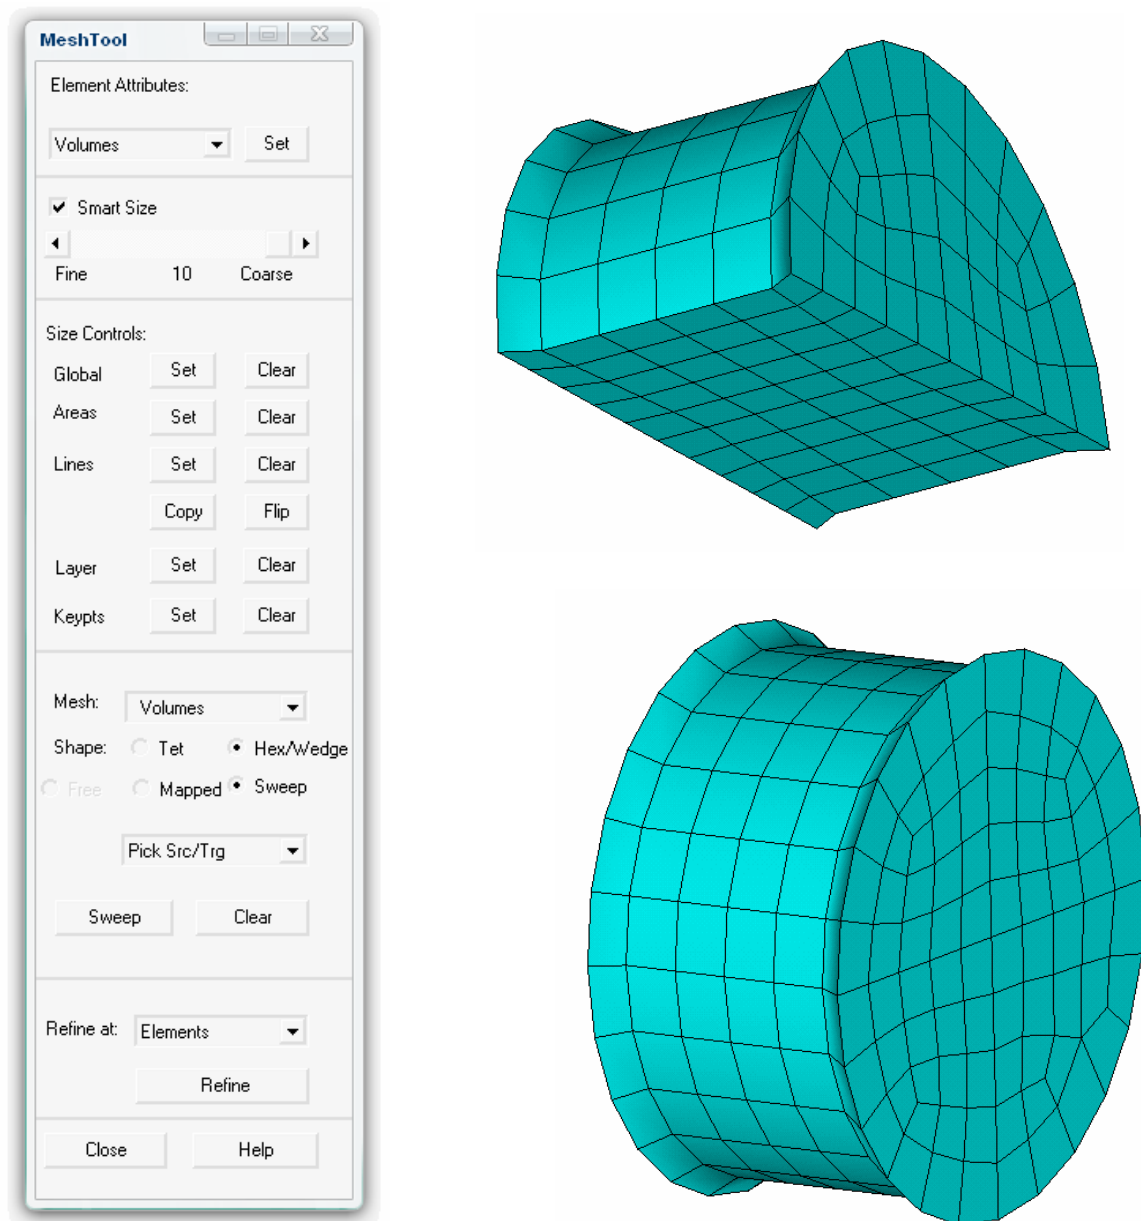 MeshTool
Element Attributes:
Volumes Set
Smart Size
Fine 10 Coarse
Size Controls:
Global Set Clear
Areas Set Clear
Lines Set Clear
Copy Flip
Layer Set Clear
Keypts Set Clear
Mesh: Volumes
Shape: Tet Hex/Wedge
Free Mapped Sweep
Pick Src/Trg
Sweep Clear
Refine at: Elements
Refine
Close Help